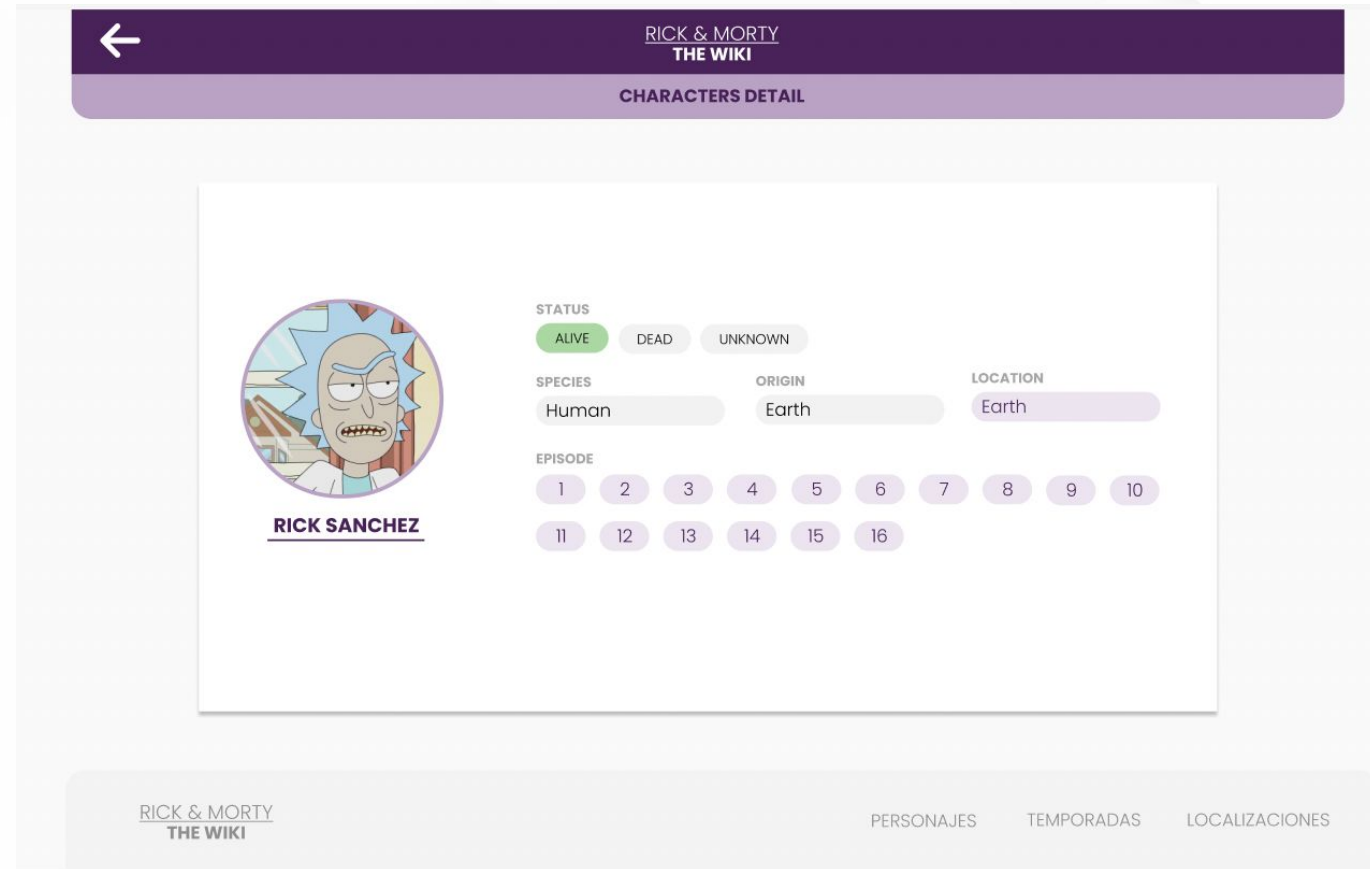 RICK & MORTY
THE WIKI
CHARACTERS DETAIL
STATUS
ALIVE DEAD UNKNOWN
SPECIES ORIGIN LOCATION
Human Earth Earth
EPISODE
1 2 3 4 5 6 7 8 9 10
11 12 13 14 15 16
RICK SANCHEZ
RICK & MORTY
THE WIKI
PERSONAJES TEMPORADAS LOCALIZACIONES